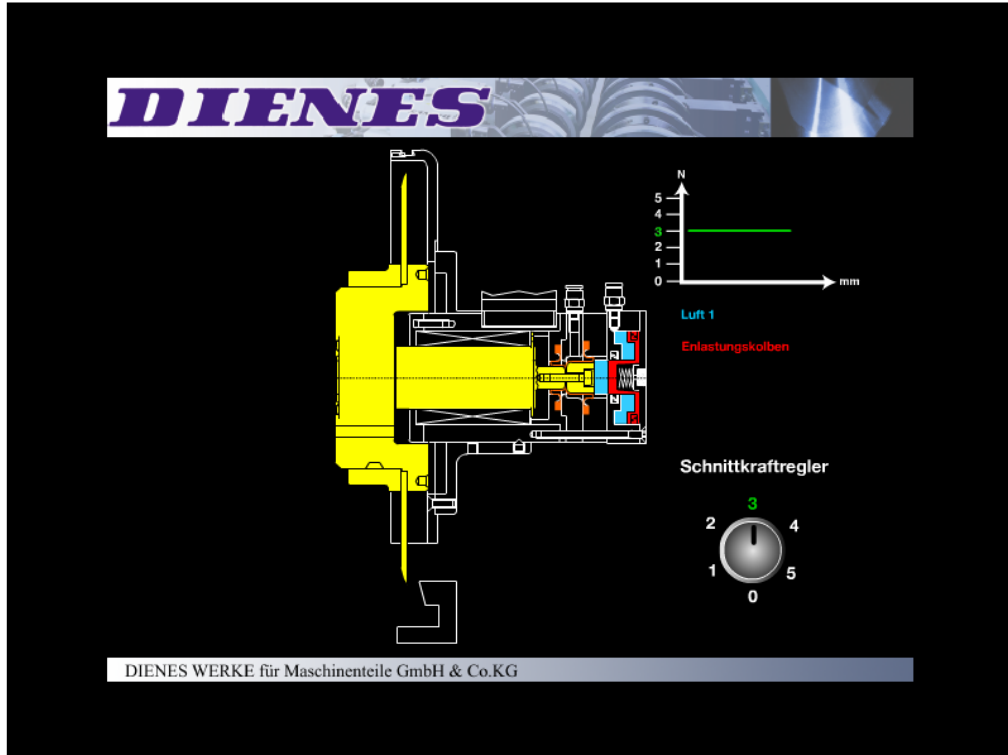 DIENES
N
5
4
3
2
1
0
mm
Luft 1
Enlastungskolben
Schnittkraftregler
3
2 4
1 5
0
DIENES WERKE für Maschinenteile GmbH & Co.KG